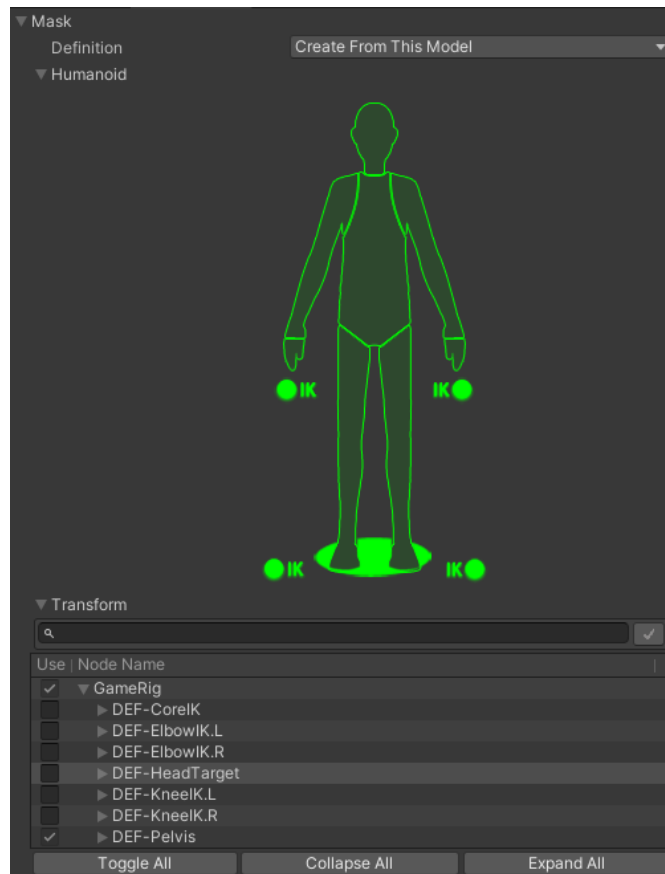 Mask
Definition Create From This Model
Humanoid
IK IK
IK IK
Transform
Use Node Name
GameRig
DEF-CoreIK
DEF-ElbowIK.L
DEF-ElbowIK.R
DEF-HeadTarget
DEF-KneeIK.L
DEF-KneeIK.R
DEF-Pelvis
Toggle All Collapse All Expand All